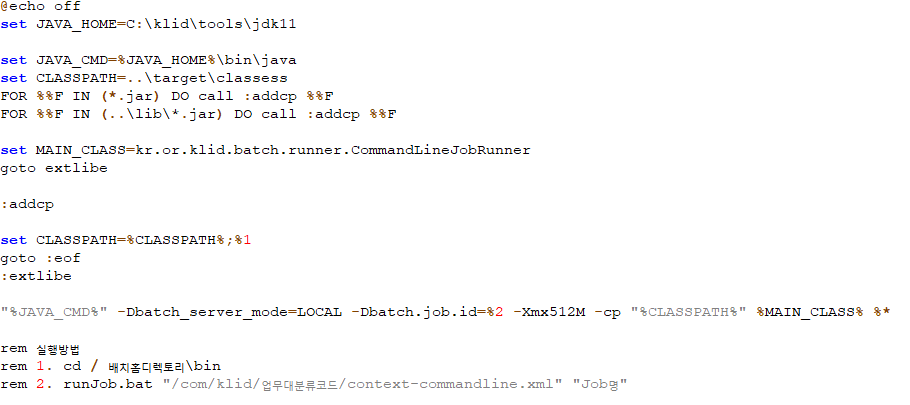 @echo off
set JAVA_HOME=C:\klid\tools\jdk11
set JAVA_CMD=%JAVA_HOME%\bin\java
set CLASSPATH=..\target\classess
FOR %%F IN (*.jar) DO call :addcp %%F
FOR %%F IN (..\lib\*.jar) DO call :addcp %%F
set MAIN_CLASS=kr.or.klid.batch.runner.CommandLineJobRunner
goto extlibe
:addcp
set CLASSPATH=%CLASSPATH%;%1
goto :eof
:extlibe
"%JAVA_CMD%" -Dbatch_server_mode=LOCAL -Dbatch.job.id=%2 -Xmx512M -cp "%CLASSPATH%" %MAIN_CLASS% %*
rem 실행방법
rem 1. cd / 배치홈디렉토리\bin
rem 2. runJob.bat "/com/klid/업무대분류코드/context-commandline.xml" "Job명"